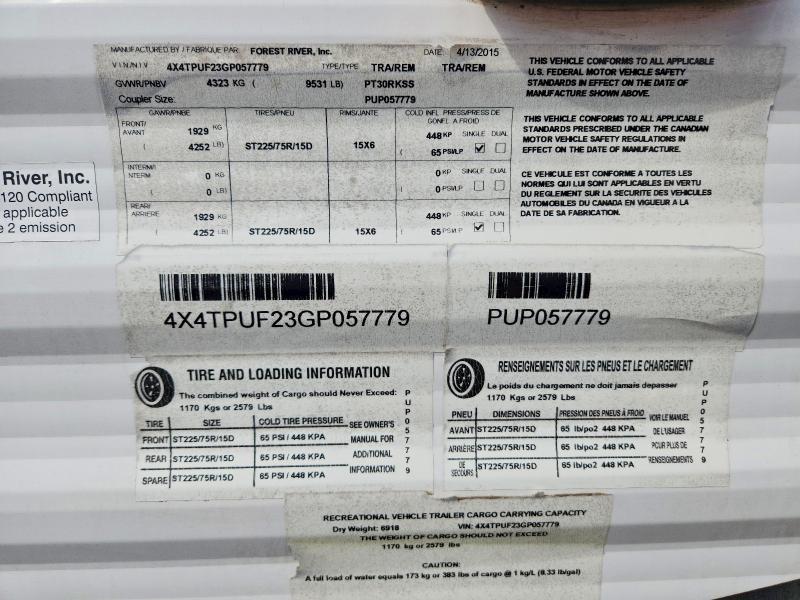 MANUFACTURED BY / FABRIQUE PAR FOREST RIVER, Inc. DATE 4/13/2015
VIN/NIV 4X4TPUF23GP057779 TYPE/TYPE TRA/REM TRA/REM
GVWR/PNBV 4323 KG ( 9531 LB) PT30RKSS
Coupler Size: PUP057779
GAWR/PNBE TIRES/PNEU RIMS/JANTE COLD INFL PRESS/PRESS DE GONFL A FROID
FRONT/ AVANT 1929 KG 448 KP SINGLE DUAL
( 4252 LB) ST225/75R/15D 15X6 ( 65 PSI/LP
INTERM/ NTERM 0 KG 0 KP SINGLE DUAL
( 0 LB) ( 0 PSI/LP
REAR/ ARRIERE 1929 KG 448 KP SINGLE DUAL
( 4252 LB) ST225/75R/15D 15X6 ( 65 PSI/LP
THIS VEHICLE CONFORMS TO ALL APPLICABLE
U.S. FEDERAL MOTOR VEHICLE SAFETY
STANDARDS IN EFFECT ON THE DATE OF
MANUFACTURE SHOWN ABOVE.
THIS VEHICLE CONFORMS TO ALL APPLICABLE
STANDARDS PRESCRIBED UNDER THE CANADIAN
MOTOR VEHICLE SAFETY REGULATIONS IN
EFFECT ON THE DATE OF MANUFACTURE.
CE VEHICULE EST CONFORME A TOUTES LES
NORMES QUI LUI SONT APPLICABLES EN VERTU
DU REGLEMENT SUR LA SECURITE DES VEHICULES
AUTOMOBILES DU CANADA EN VIGUEUR A LA
DATE DE SA FABRICATION.
River, Inc.
120 Compliant
applicable
2 emission
4X4TPUF23GP057779
PUP057779
TIRE AND LOADING INFORMATION
The combined weight of Cargo should Never Exceed:
1170 Kgs or 2579 Lbs
TIRE SIZE COLD TIRE PRESSURE SEE OWNER'S
FRONT ST225/75R/15D 65 PSI / 448 KPA MANUAL FOR
REAR ST225/75R/15D 65 PSI / 448 KPA ADDITIONAL
SPARE ST225/75R/15D 65 PSI / 448 KPA INFORMATION
PUP057779
RENSEIGNEMENTS SUR LES PNEUS ET LE CHARGEMENT
Le poids du chargement ne doit jamais depasser
1170 Kgs or 2579 Lbs
PNEU DIMENSIONS PRESSION DES PNEUS À FROID VOIR LE MANUEL
AVANT ST225/75R/15D 65 lb/po2 448 KPA DE L'USAGER
ARRIÈRE ST225/75R/15D 65 lb/po2 448 KPA POUR PLUS DE
DE SECOURS ST225/75R/15D 65 lb/po2 448 KPA RENSEIGNEMENTS
PUP057779
RECREATIONAL VEHICLE TRAILER CARGO CARRYING CAPACITY
Dry Weight: 6918 VIN: 4X4TPUF23GP057779
THE WEIGHT OF CARGO SHOULD NOT EXCEED
1170 kg or 2579 lbs
CAUTION:
A full load of water equals 173 kg or 383 lbs of cargo @ 1 kg/L (8.33 lb/gal)